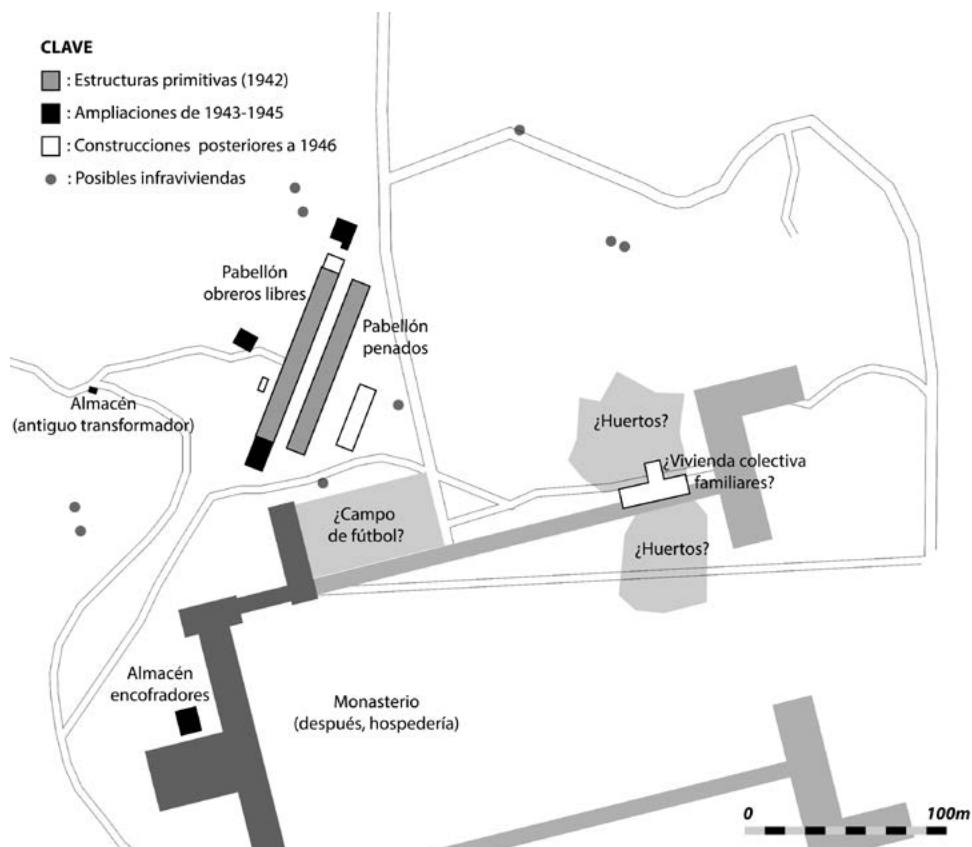 CLAVE
: Estructuras primitivas (1942)
: Ampliaciones de 1943-1945
: Construcciones posteriores a 1946
: Posibles infraviviendas
Pabellón
obreros libres
Pabellón
penados
Almacén
(antiguo transformador)
¿Huertos?
¿Vivienda colectiva
familiares?
¿Campo
de fútbol?
¿Huertos?
Almacén
encofradores
Monasterio
(después, hospedería)
0 100m